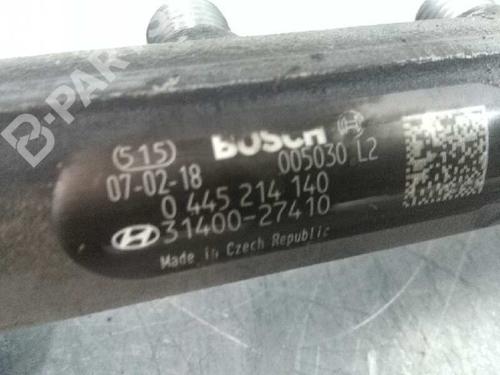 B-PAR
BOSCH
(515)
005030 L2
07-02-18
0 445 214 140
31400-27410
Made in Czech Republic